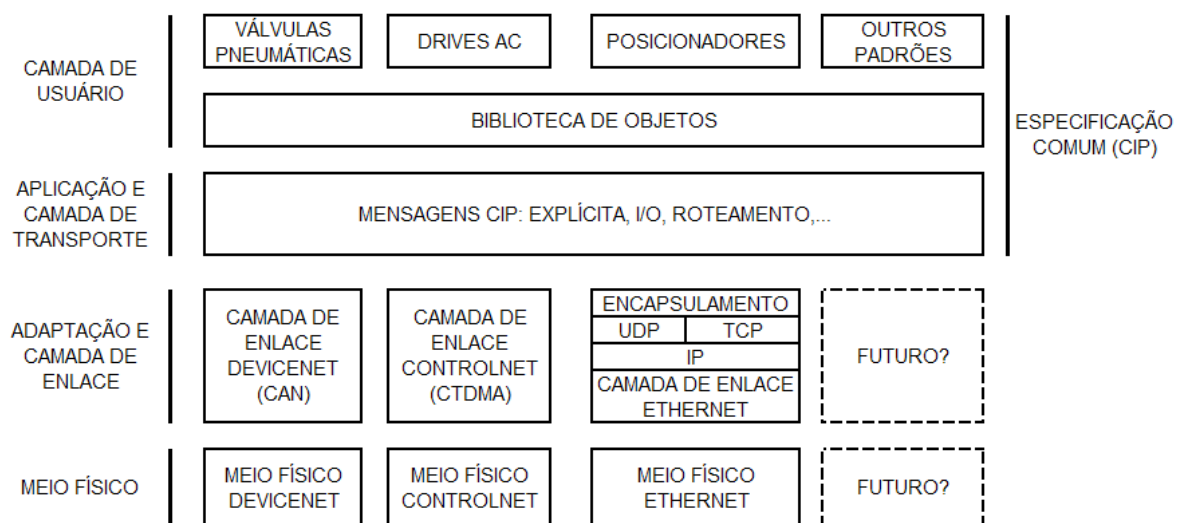 VÁLVULAS
PNEUMÁTICAS
DRIVES AC
POSICIONADORES
OUTROS
PADRÕES
CAMADA DE
USUÁRIO
BIBLIOTECA DE OBJETOS
ESPECIFICAÇÃO
COMUM (CIP)
APLICAÇÃO E
CAMADA DE
TRANSPORTE
MENSAGENS CIP: EXPLÍCITA, I/O, ROTEAMENTO,...
ADAPTAÇÃO E
CAMADA DE
ENLACE
CAMADA DE
ENLACE
DEVICENET
(CAN)
CAMADA DE
ENLACE
CONTROLNET
(CTDMA)
ENCAPSULAMENTO
UDP
TCP
IP
CAMADA DE ENLACE
ETHERNET
FUTURO?
MEIO FÍSICO
MEIO FÍSICO
DEVICENET
MEIO FÍSICO
CONTROLNET
MEIO FÍSICO
ETHERNET
FUTURO?